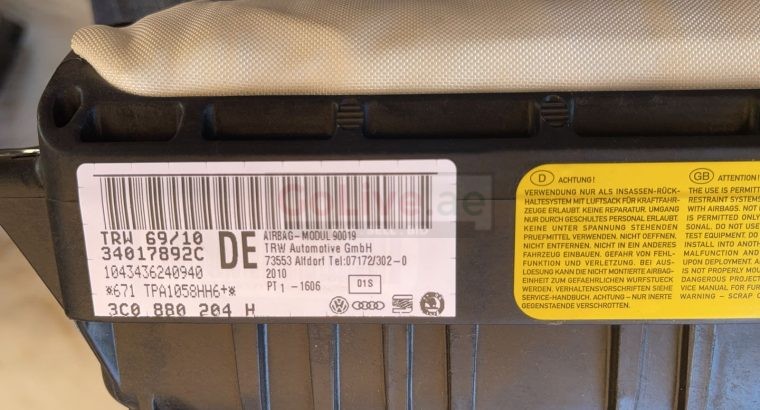 GoLive.ae
TRW 69/10
34017892C
1043436240940
*671 TPA1058HH6+*
3C0 880 204 H
DE
AIRBAG-MODUL 90019
TRW Automotive GmbH
73553 Alfdorf Tel:07172/302-0
2010
PT1 -1606
01S
D ACHTUNG!
VERWENDUNG NUR ALS INSASSEN-RÜCK-
HALTESYSTEM MIT LUFTSACK FÜR KRAFTFAHR-
ZEUGE ERLAUBT. KEINE REPARATUR. UMGANG
NUR DURCH GESCHULTES PERSONAL ERLAUBT.
KEINE UNTER SPANNUNG STEHENDEN
PRUEFMITTEL VERWENDEN. NICHT ÖFFNEN.
NICHT ENTFERNEN. NICHT IN EIN ANDERES
FAHRZEUG EINBAUEN. GEFAHR VON FEHL-
FUNKTION UND VERLETZUNG. BEI AUS-
LOESUNG KANN DIE NICHT MONTIERTE AIRBAG-
EINHEIT ZUM GEFAEHRLICHEN WURFSTUECK
WERDEN. VERHALTENSVORSCHRIFTEN SIEHE
SERVICE-HANDBUCH. ACHTUNG – NUR INERTE
GEGENSTAENDE VERSCHROTTEN.
GB ATTENTION!
THE USE IS PERMIT
RESTRAINT SYSTEMS
WITH AIRBAGS. NOT
IS PERMITTED ONLY
SONAL. DO NOT USE
TEST EQUIPMENT. DO
INSTALL INTO ANOTHE
MALFUNCTION AND
UPON DEPLOYMENT. A
IS NOT PROPERLY MOU
DANGEROUS PROJECT
VICE MANUAL FOR
WARNING – SCRAP